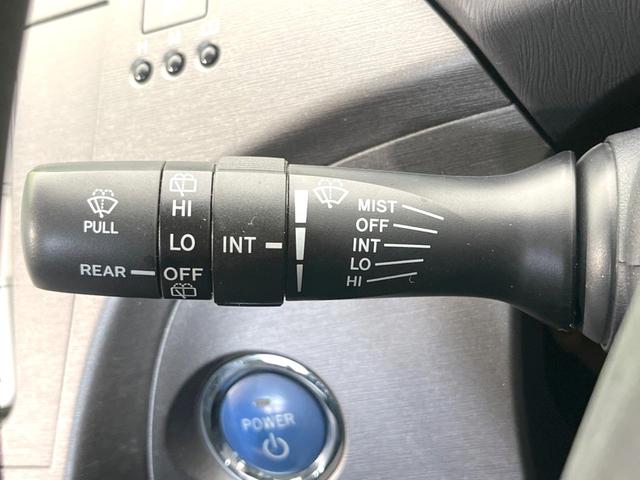 PULL
REAR
HI
LO
OFF
INT
MIST
OFF
INT
LO
HI
POWER